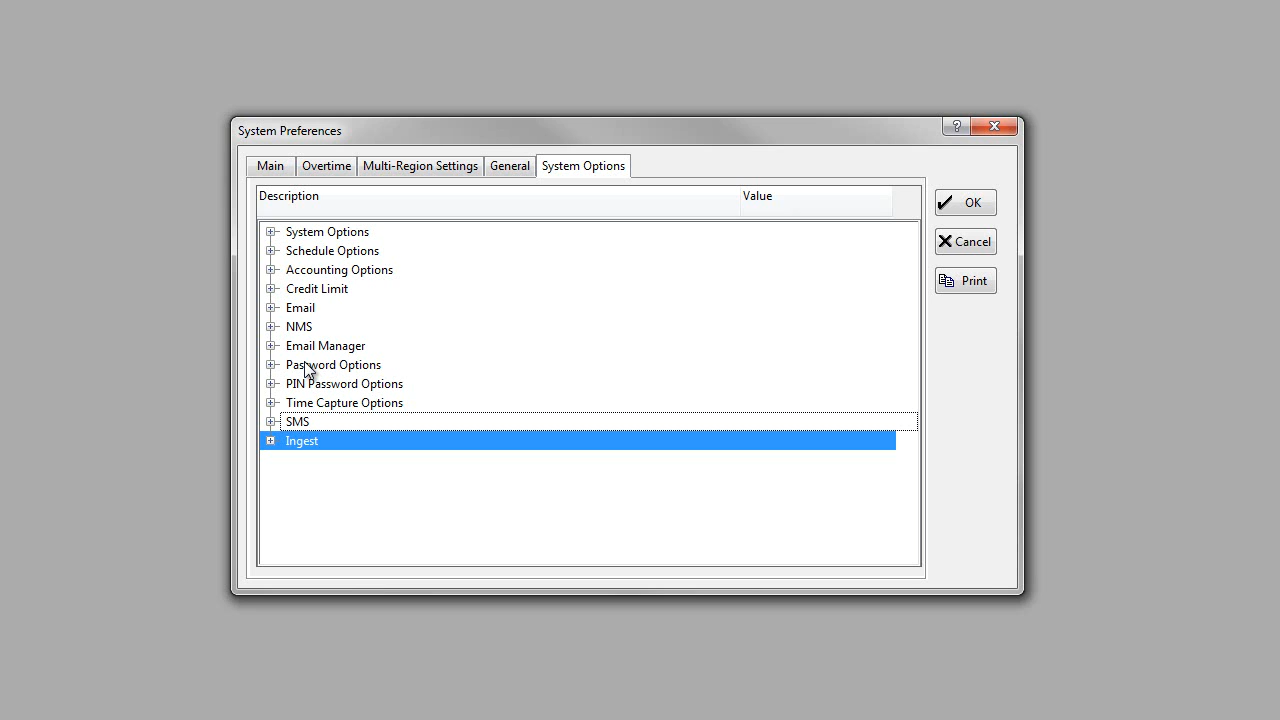 System Preferences
?
Main Overtime Multi-Region Settings General System Options
Description Value
OK
Cancel
Print
System Options
Schedule Options
Accounting Options
Credit Limit
Email
NMS
Email Manager
Password Options
PIN Password Options
Time Capture Options
SMS
Ingest